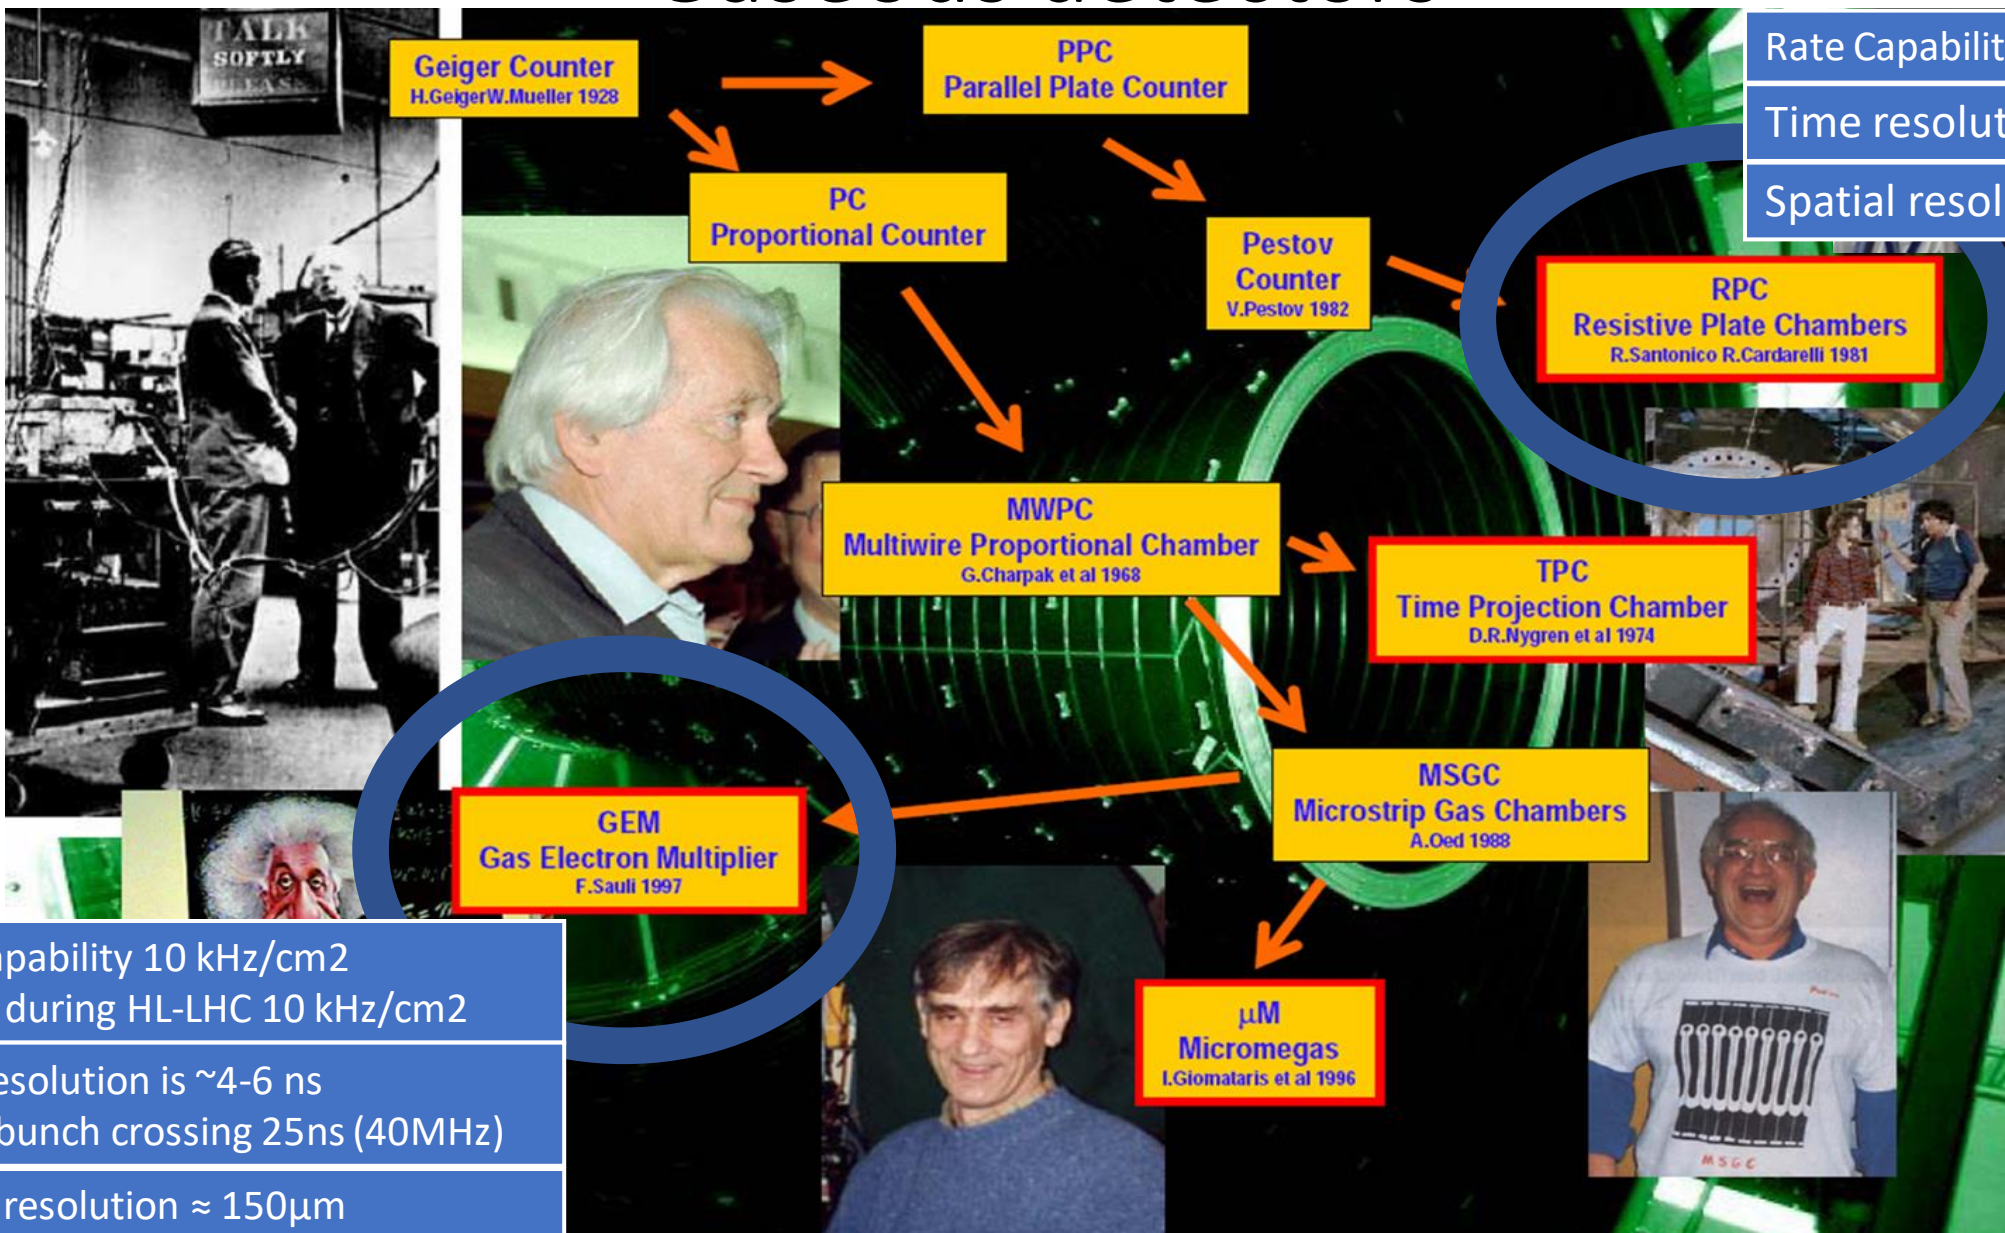 Gaseous detectors
TALK
SOFTLY
PLEASE
Geiger Counter
H.GeigerW.Mueller 1928
PPC
Parallel Plate Counter
Rate Capabilit
Time resolut
Spatial resol
PC
Proportional Counter
Pestov
Counter
V.Pestov 1982
RPC
Resistive Plate Chambers
R.Santonico R.Cardarelli 1981
MWPC
Multiwire Proportional Chamber
G.Charpak et al 1968
TPC
Time Projection Chamber
D.R.Nygren et al 1974
MSGC
Microstrip Gas Chambers
A.Oed 1988
GEM
Gas Electron Multiplier
F.Sauli 1997
µM
Micromegas
I.Giomataris et al 1996
apability 10 kHz/cm2
during HL-LHC 10 kHz/cm2
esolution is ~4-6 ns
bunch crossing 25ns (40MHz)
resolution ≈ 150µm
MSGC